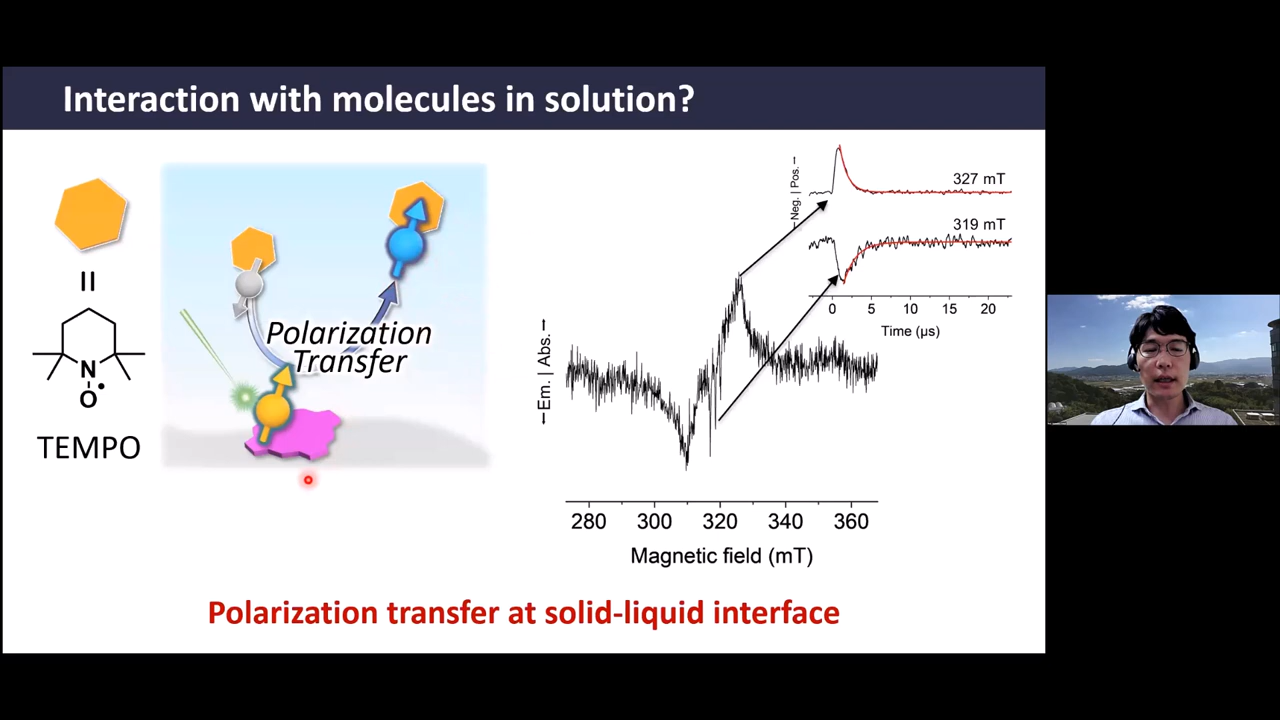 Interaction with molecules in solution?
=
N
O
•
TEMPO
Polarization
Transfer
←Em. | Abs.→
280 300 320 340 360
Magnetic field (mT)
←Neg. | Pos.→
327 mT
319 mT
0 5 10 15 20
Time (µs)
Polarization transfer at solid-liquid interface